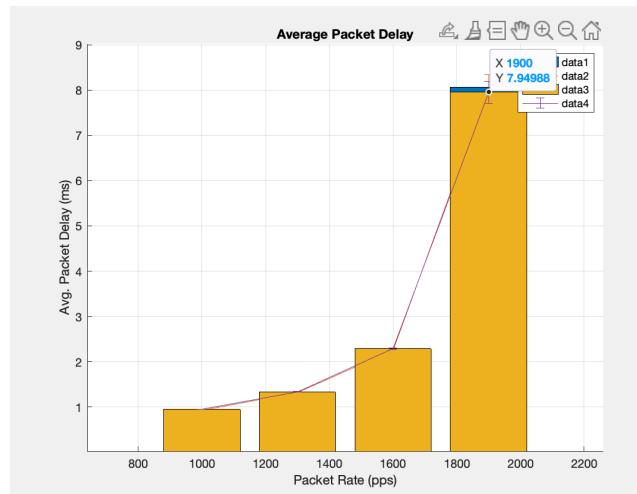 Average Packet Delay
X 1900
Y 7.94988
data1
data2
data3
data4
Avg. Packet Delay (ms)
9
8
7
6
5
4
3
2
1
800 1000 1200 1400 1600 1800 2000 2200
Packet Rate (pps)